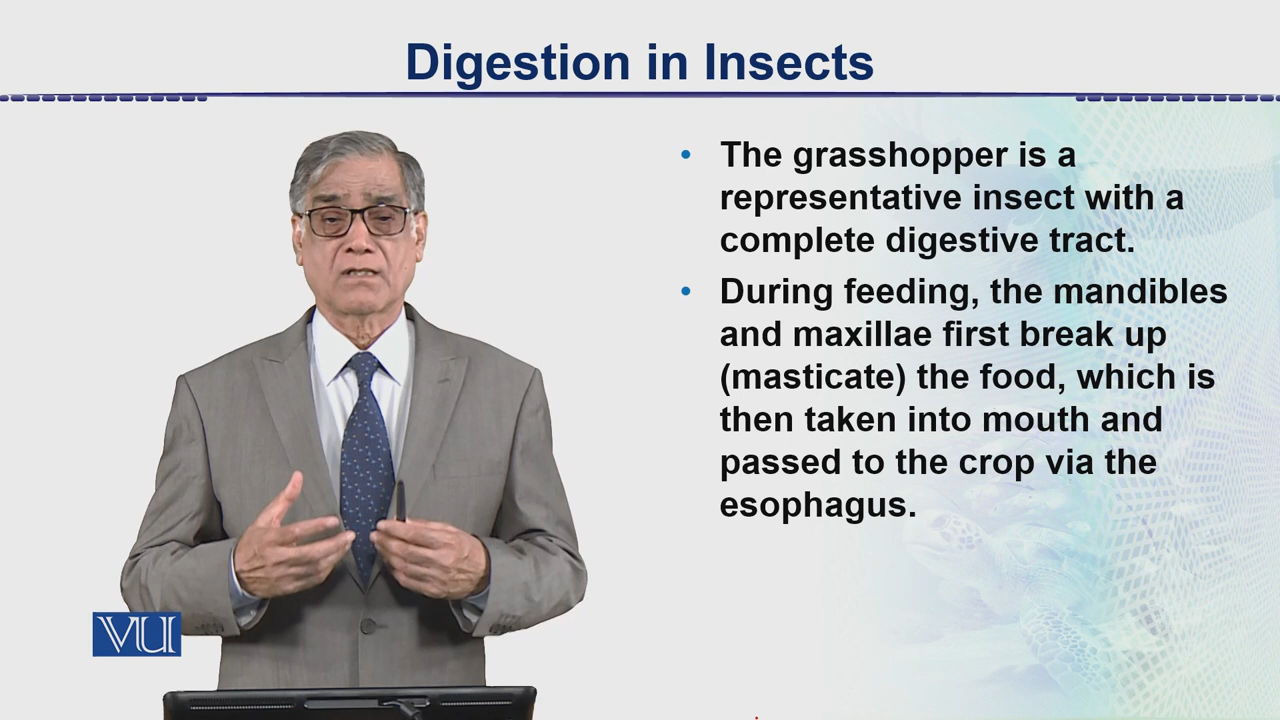 Digestion in Insects
• The grasshopper is a
representative insect with a
complete digestive tract.
• During feeding, the mandibles
and maxillae first break up
(masticate) the food, which is
then taken into mouth and
passed to the crop via the
esophagus.
VU